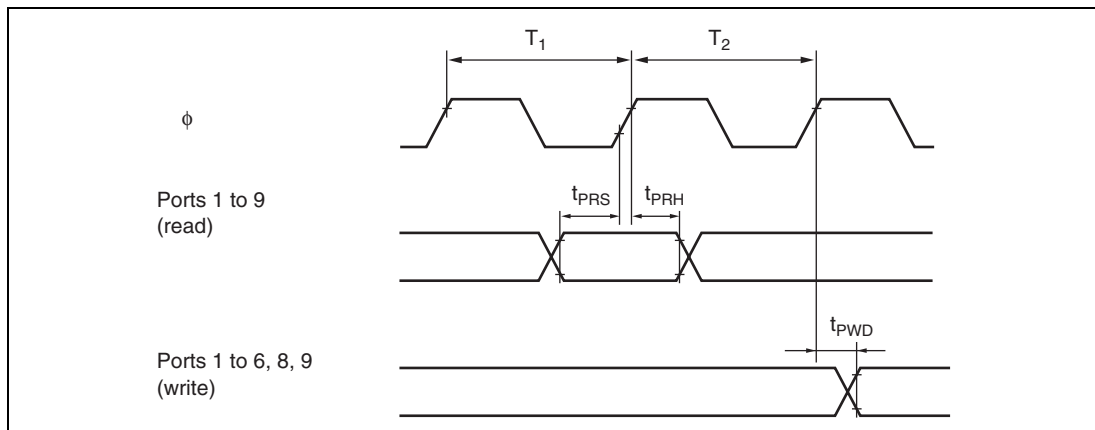 T₁ T₂
ϕ
Ports 1 to 9
(read)
tPRS tPRH
tPWD
Ports 1 to 6, 8, 9
(write)